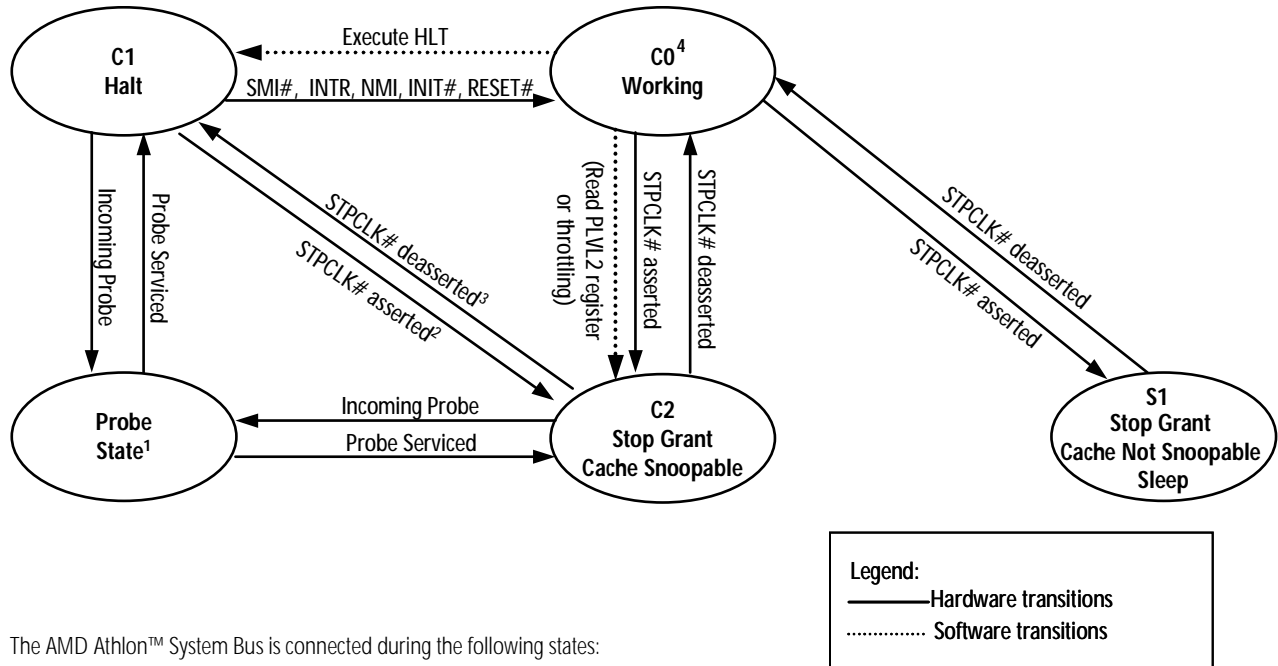 C1
Halt
Execute HLT
C0⁴
Working
SMI#, INTR, NMI, INIT#, RESET#
Incoming Probe
Probe Serviced
STPCLK# deasserted³
STPCLK# asserted²
(Read PLVL2 register
or throttling)
STPCLK# asserted
STPCLK# deasserted
STPCLK# deasserted
STPCLK# asserted
Probe
State¹
Incoming Probe
Probe Serviced
C2
Stop Grant
Cache Snoopable
S1
Stop Grant
Cache Not Snoopable
Sleep
Legend:
Hardware transitions
Software transitions
The AMD Athlon™ System Bus is connected during the following states: